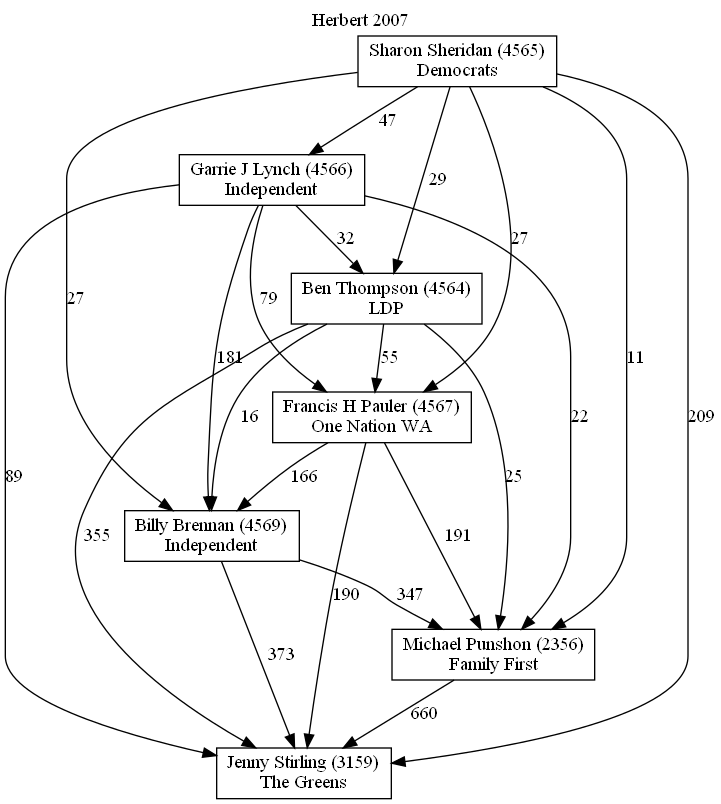 Herbert 2007
Sharon Sheridan (4565)
Democrats
47
Garrie J Lynch (4566)
Independent
29
32
27
Ben Thompson (4564)
LDP
27
79
181
55
11
16
22
209
Francis H Pauler (4567)
One Nation WA
89
166
25
Billy Brennan (4569)
Independent
355
191
190
347
Michael Punshon (2356)
Family First
373
660
Jenny Stirling (3159)
The Greens